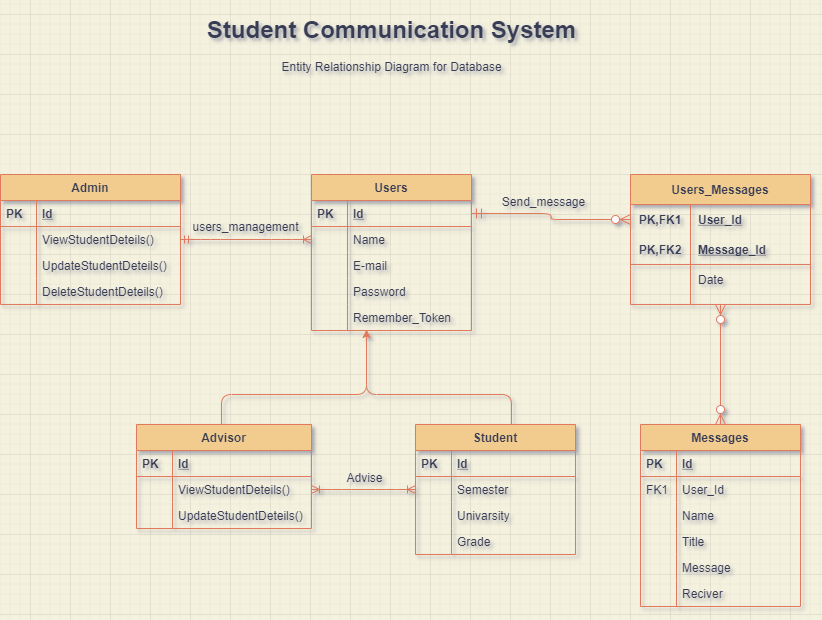 Student Communication System
Entity Relationship Diagram for Database
Admin
PK Id
ViewStudentDeteils()
UpdateStudentDeteils()
DeleteStudentDeteils()
users_management
Users
PK Id
Name
E-mail
Password
Remember_Token
Send_message
Users_Messages
PK,FK1 User_Id
PK,FK2 Message_Id
Date
Advisor
PK Id
ViewStudentDeteils()
UpdateStudentDeteils()
Advise
Student
PK Id
Semester
Univarsity
Grade
Messages
PK Id
FK1 User_Id
Name
Title
Message
Reciver